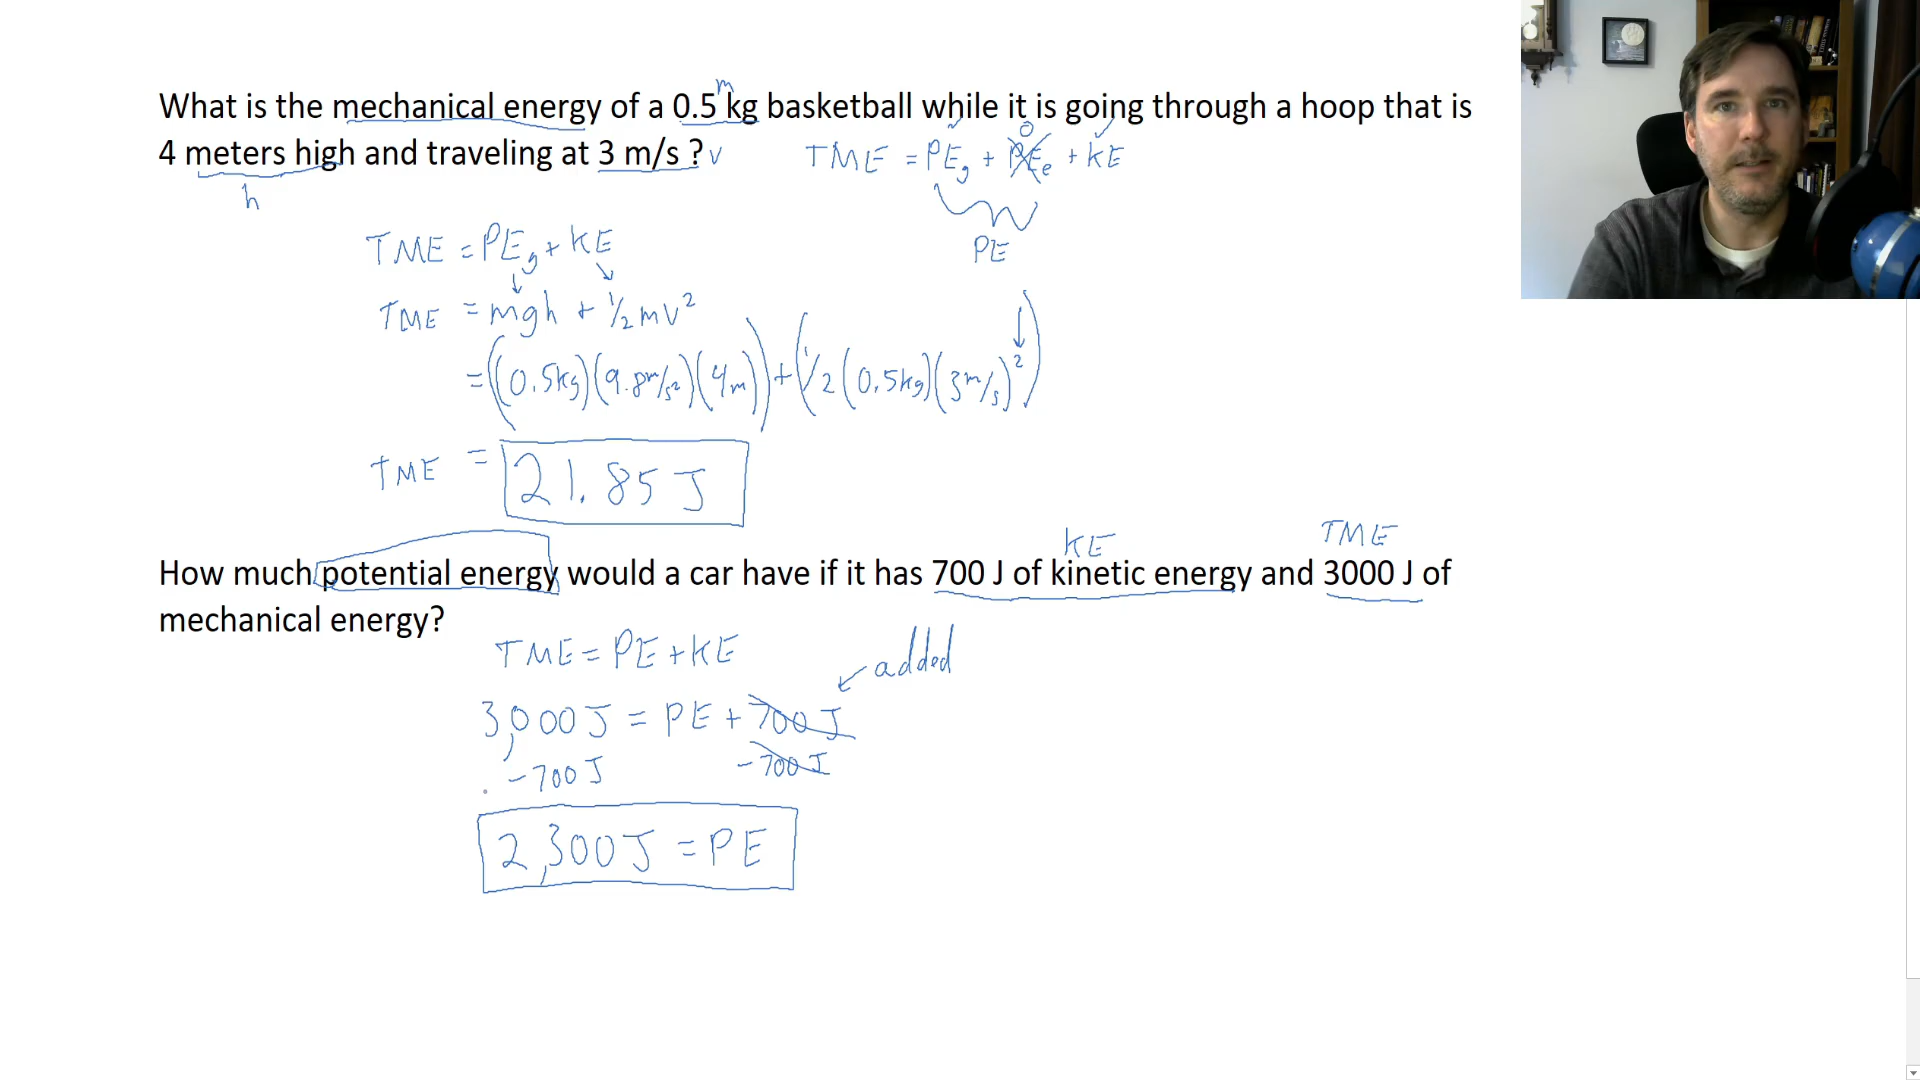 What is the mechanical energy of a 0.5 kg basketball while it is going through a hoop that is
m
4 meters high and traveling at 3 m/s ? v
h
TME = PEg + PEe + KE
0
PE
TME = PEg + KE
TME = mgh + 1/2 mv²
= ((0.5kg)(9.8m/s²)(4m)) + (1/2(0.5kg)(3m/s)²)
TME = 21.85 J
KE
TME
How much potential energy would a car have if it has 700 J of kinetic energy and 3000 J of
mechanical energy?
TME = PE + KE
added
3,000 J = PE + 700 J
-700 J -700 J
2,300 J = PE